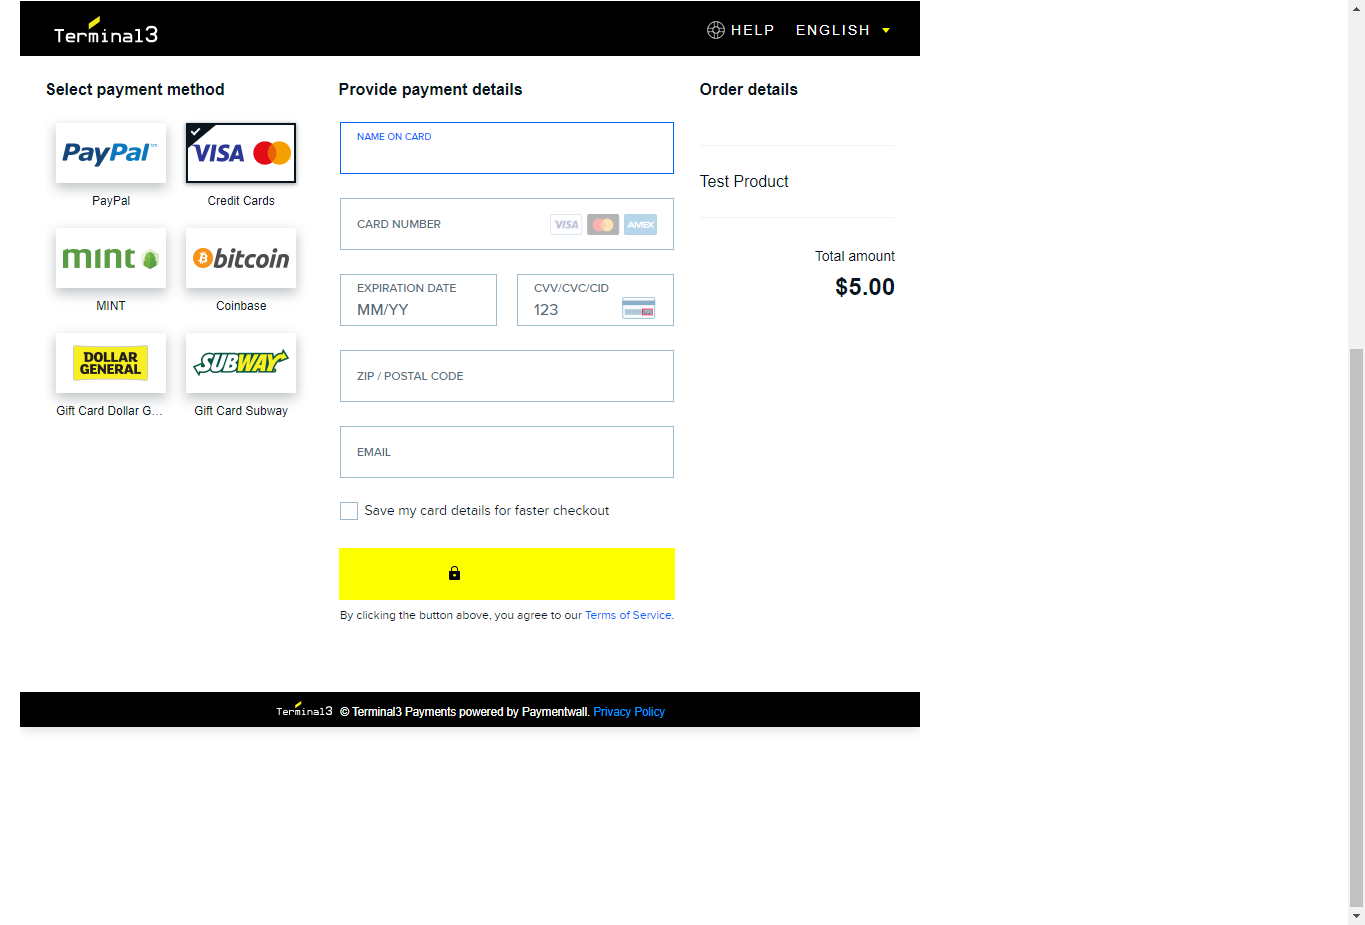 Terminal3
HELP ENGLISH
Select payment method
PayPal™
PayPal
VISA
Credit Cards
mint
MINT
bitcoin
Coinbase
DOLLAR
GENERAL
Gift Card Dollar G...
SUBWAY
Gift Card Subway
Provide payment details
NAME ON CARD
CARD NUMBER VISA AMEX
EXPIRATION DATE
MM/YY
CVV/CVC/CID
123
ZIP / POSTAL CODE
EMAIL
Save my card details for faster checkout
By clicking the button above, you agree to our Terms of Service.
Order details
Test Product
Total amount
$5.00
Terminal3 © Terminal3 Payments powered by Paymentwall. Privacy Policy